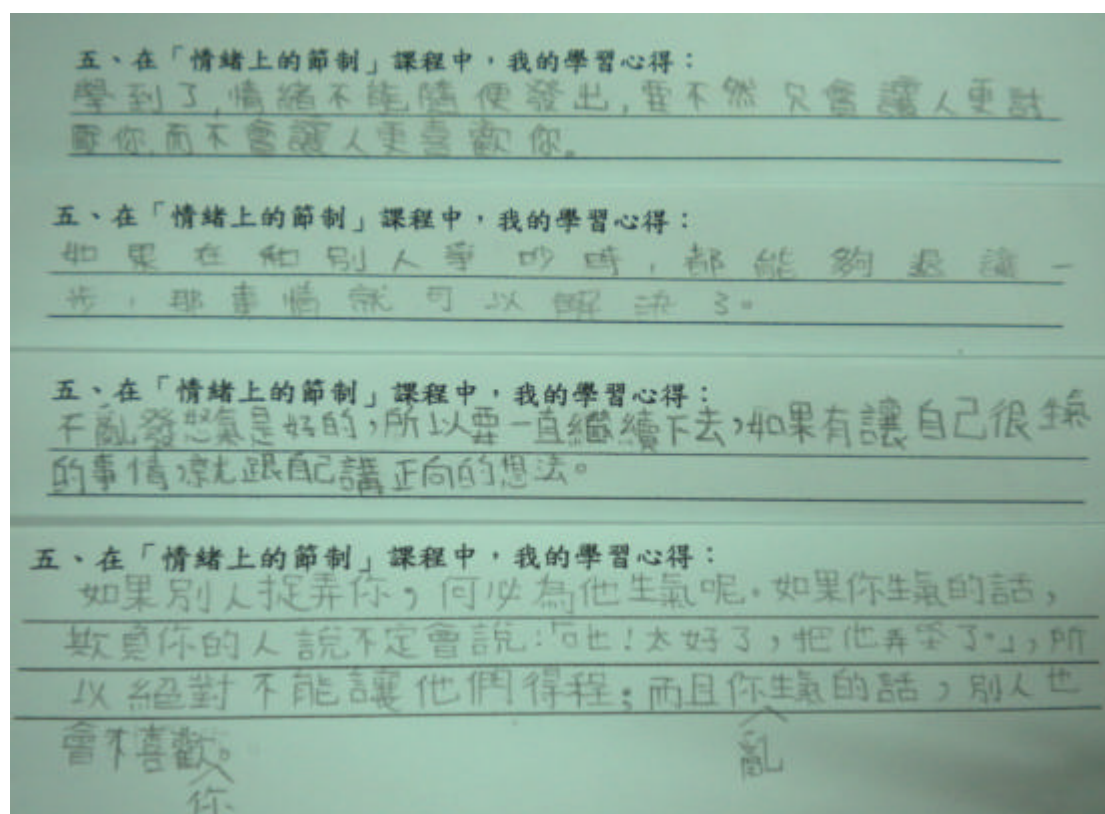 五、在「情緒上的節制」課程中，我的學習心得：
學到了,情緒不能隨便發出,要不然只會讓人更討
厭你,而不會讓人更喜歡你。
五、在「情緒上的節制」課程中，我的學習心得：
如果在和別人爭吵時，都能夠退讓一
步，那事情就可以解決了。
五、在「情緒上的節制」課程中，我的學習心得：
不亂發怒氣是好的，所以要一直繼續下去，如果有讓自己很生氣
的事情，就跟自己講正向的想法。
五、在「情緒上的節制」課程中，我的學習心得：
如果別人捉弄你，何必為他生氣呢。如果你生氣的話，
欺負你的人說不定會說：「吔！太好了，把他弄哭了。」，所
以絕對不能讓他們得程；而且你亂生氣的話，別人也
會不喜歡你。